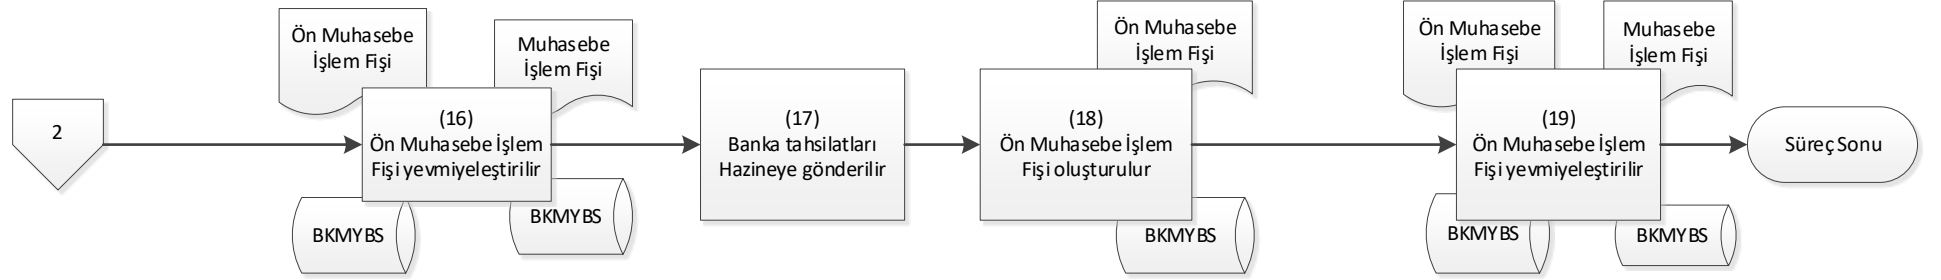 2
Ön Muhasebe
İşlem Fişi
Muhasebe
İşlem Fişi
(16)
Ön Muhasebe İşlem
Fişi yevmiyeleştirilir
BKMYBS
BKMYBS
(17)
Banka tahsilatları
Hazineye gönderilir
Ön Muhasebe
İşlem Fişi
(18)
Ön Muhasebe İşlem
Fişi oluşturulur
BKMYBS
Ön Muhasebe
İşlem Fişi
Muhasebe
İşlem Fişi
(19)
Ön Muhasebe İşlem
Fişi yevmiyeleştirilir
BKMYBS
BKMYBS
Süreç Sonu